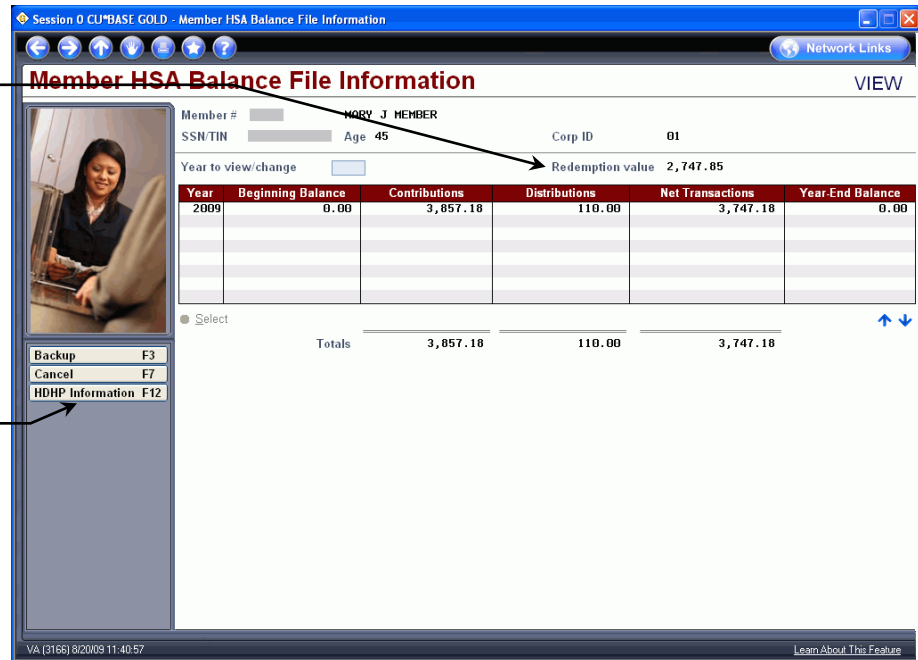 Session 0 CU*BASE GOLD - Member HSA Balance File Information
Network Links
Member HSA Balance File Information
VIEW
Member # MARY J MEMBER
SSN/TIN Age 45 Corp ID 01
Year to view/change Redemption value 2,747.85
Year Beginning Balance Contributions Distributions Net Transactions Year-End Balance
2009 0.00 3,857.18 110.00 3,747.18 0.00
Select
Totals 3,857.18 110.00 3,747.18
Backup F3
Cancel F7
HDHP Information F12
VA (3166) 8/20/09 11:40:57
Learn About This Feature